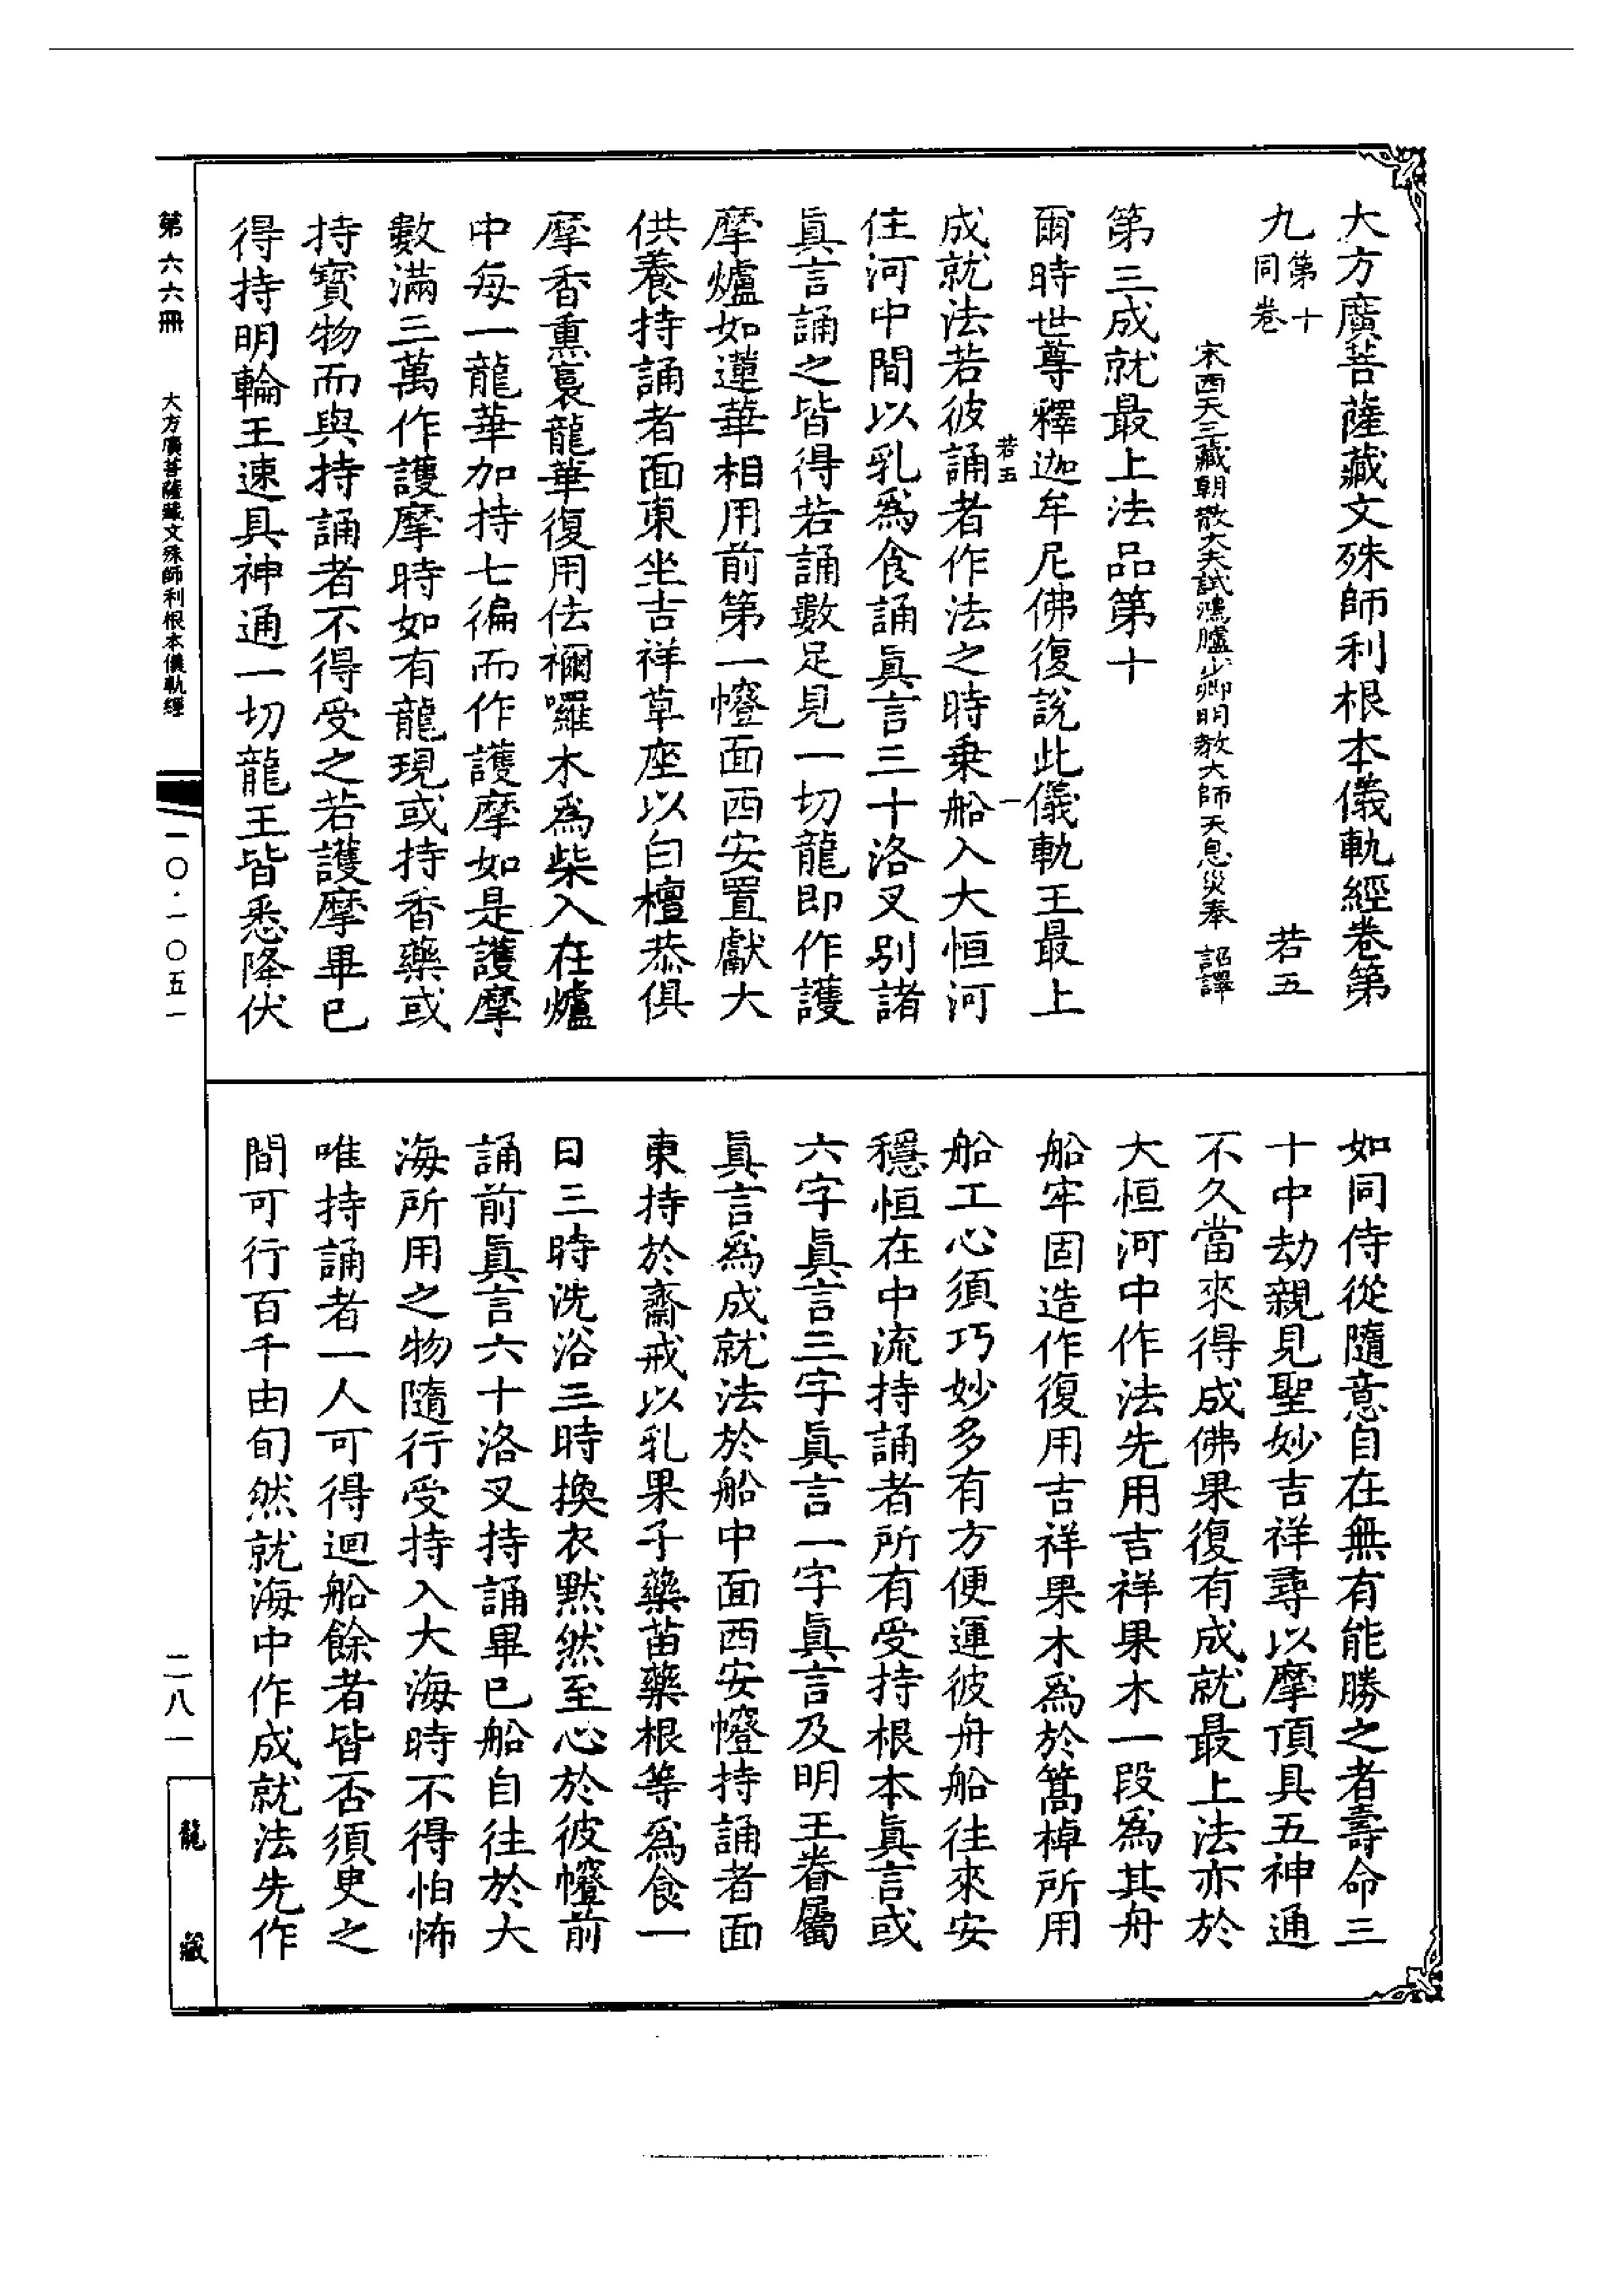 大方廣菩薩藏文殊師利根本儀軌經卷第
九第十同卷　若五
宋西天三藏朝散大夫試鴻臚少卿明教大師天息災奉　詔譯
第三成就最上法品第十
爾時世尊釋迦牟尼佛復說此儀軌王最上
若五　一
成就法若彼誦者作法之時乗船入大恒河
住河中間以乳爲食誦眞言三十洛叉别諸
眞言誦之皆得若誦數足見一切龍即作護
摩爐如蓮華相用前第一㡧面西安置獻大
供養持誦者面東坐吉祥草座以白檀恭俱
摩香熏裛龍華復用佉襧囉木爲柴入在爐
中每一龍華加持七徧而作護摩如是護摩
數滿三萬作護摩時如有龍現或持香藥或
持寳物而與持誦者不得受之若護摩畢已
得持明輪王速具神通一切龍王皆悉降伏
如同侍從隨意自在無有能勝之者壽命三
十中劫親見聖妙吉祥尋以摩頂具五神通
不久當來得成佛果復有成就最上法亦於
大恒河中作法先用吉祥果木一段爲其舟
船牢固造作復用吉祥果木爲於篙棹所用
船工心須巧妙多有方便運彼舟船往來安
穩恒在中流持誦者所有受持根本眞言或
六字眞言三字眞言一字眞言及明王眷屬
眞言爲成就法於船中面西安㡧持誦者面
東持於齋戒以乳果子藥苗藥根等爲食一
日三時洗浴三時換衣默然至心於彼㡧前
誦前眞言六十洛叉持誦畢已船自往於大
海所用之物隨行受持入大海時不得怕怖
唯持誦者一人可得迴船餘者皆否須臾之
間可行百千由旬然就海中作成就法先作
第六六冊　大方廣菩薩藏文殊師利根本儀軌經　一〇·一〇五一　二八一　龍藏